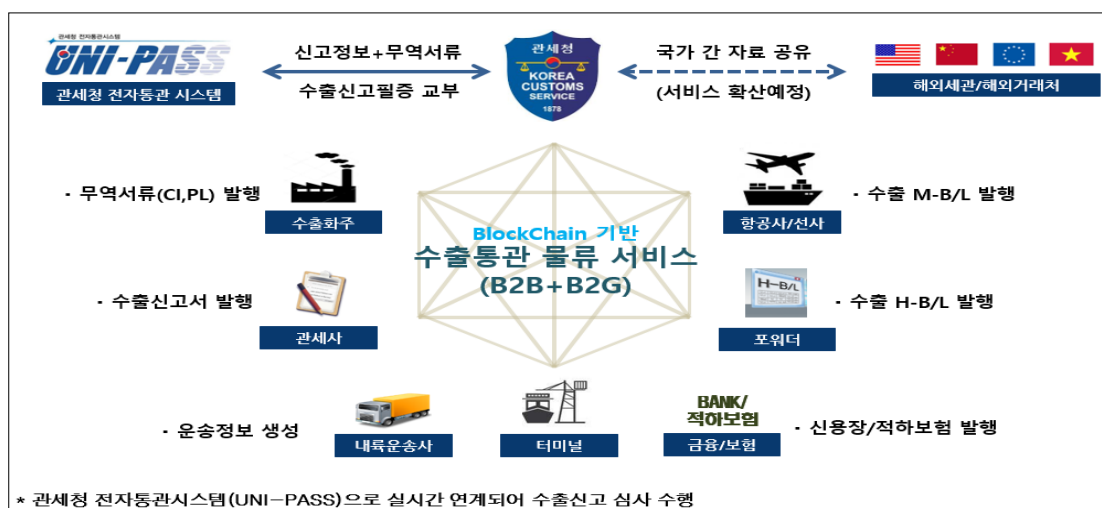 관세청 전자통관시스템
UNI-PASS
관세청 전자통관 시스템
신고정보+무역서류
수출신고필증 교부
관세청
KOREA
CUSTOMS
SERVICE
1878
국가 간 자료 공유
(서비스 확산예정)
해외세관/해외거래처
· 무역서류(CI,PL) 발행
수출화주
항공사/선사
· 수출 M-B/L 발행
BlockChain 기반
수출통관 물류 서비스
(B2B+B2G)
· 수출신고서 발행
관세사
H-B/L
포워더
· 수출 H-B/L 발행
· 운송정보 생성
내륙운송사
터미널
BANK/
적하보험
금융/보험
· 신용장/적하보험 발행
* 관세청 전자통관시스템(UNI-PASS)으로 실시간 연계되어 수출신고 심사 수행